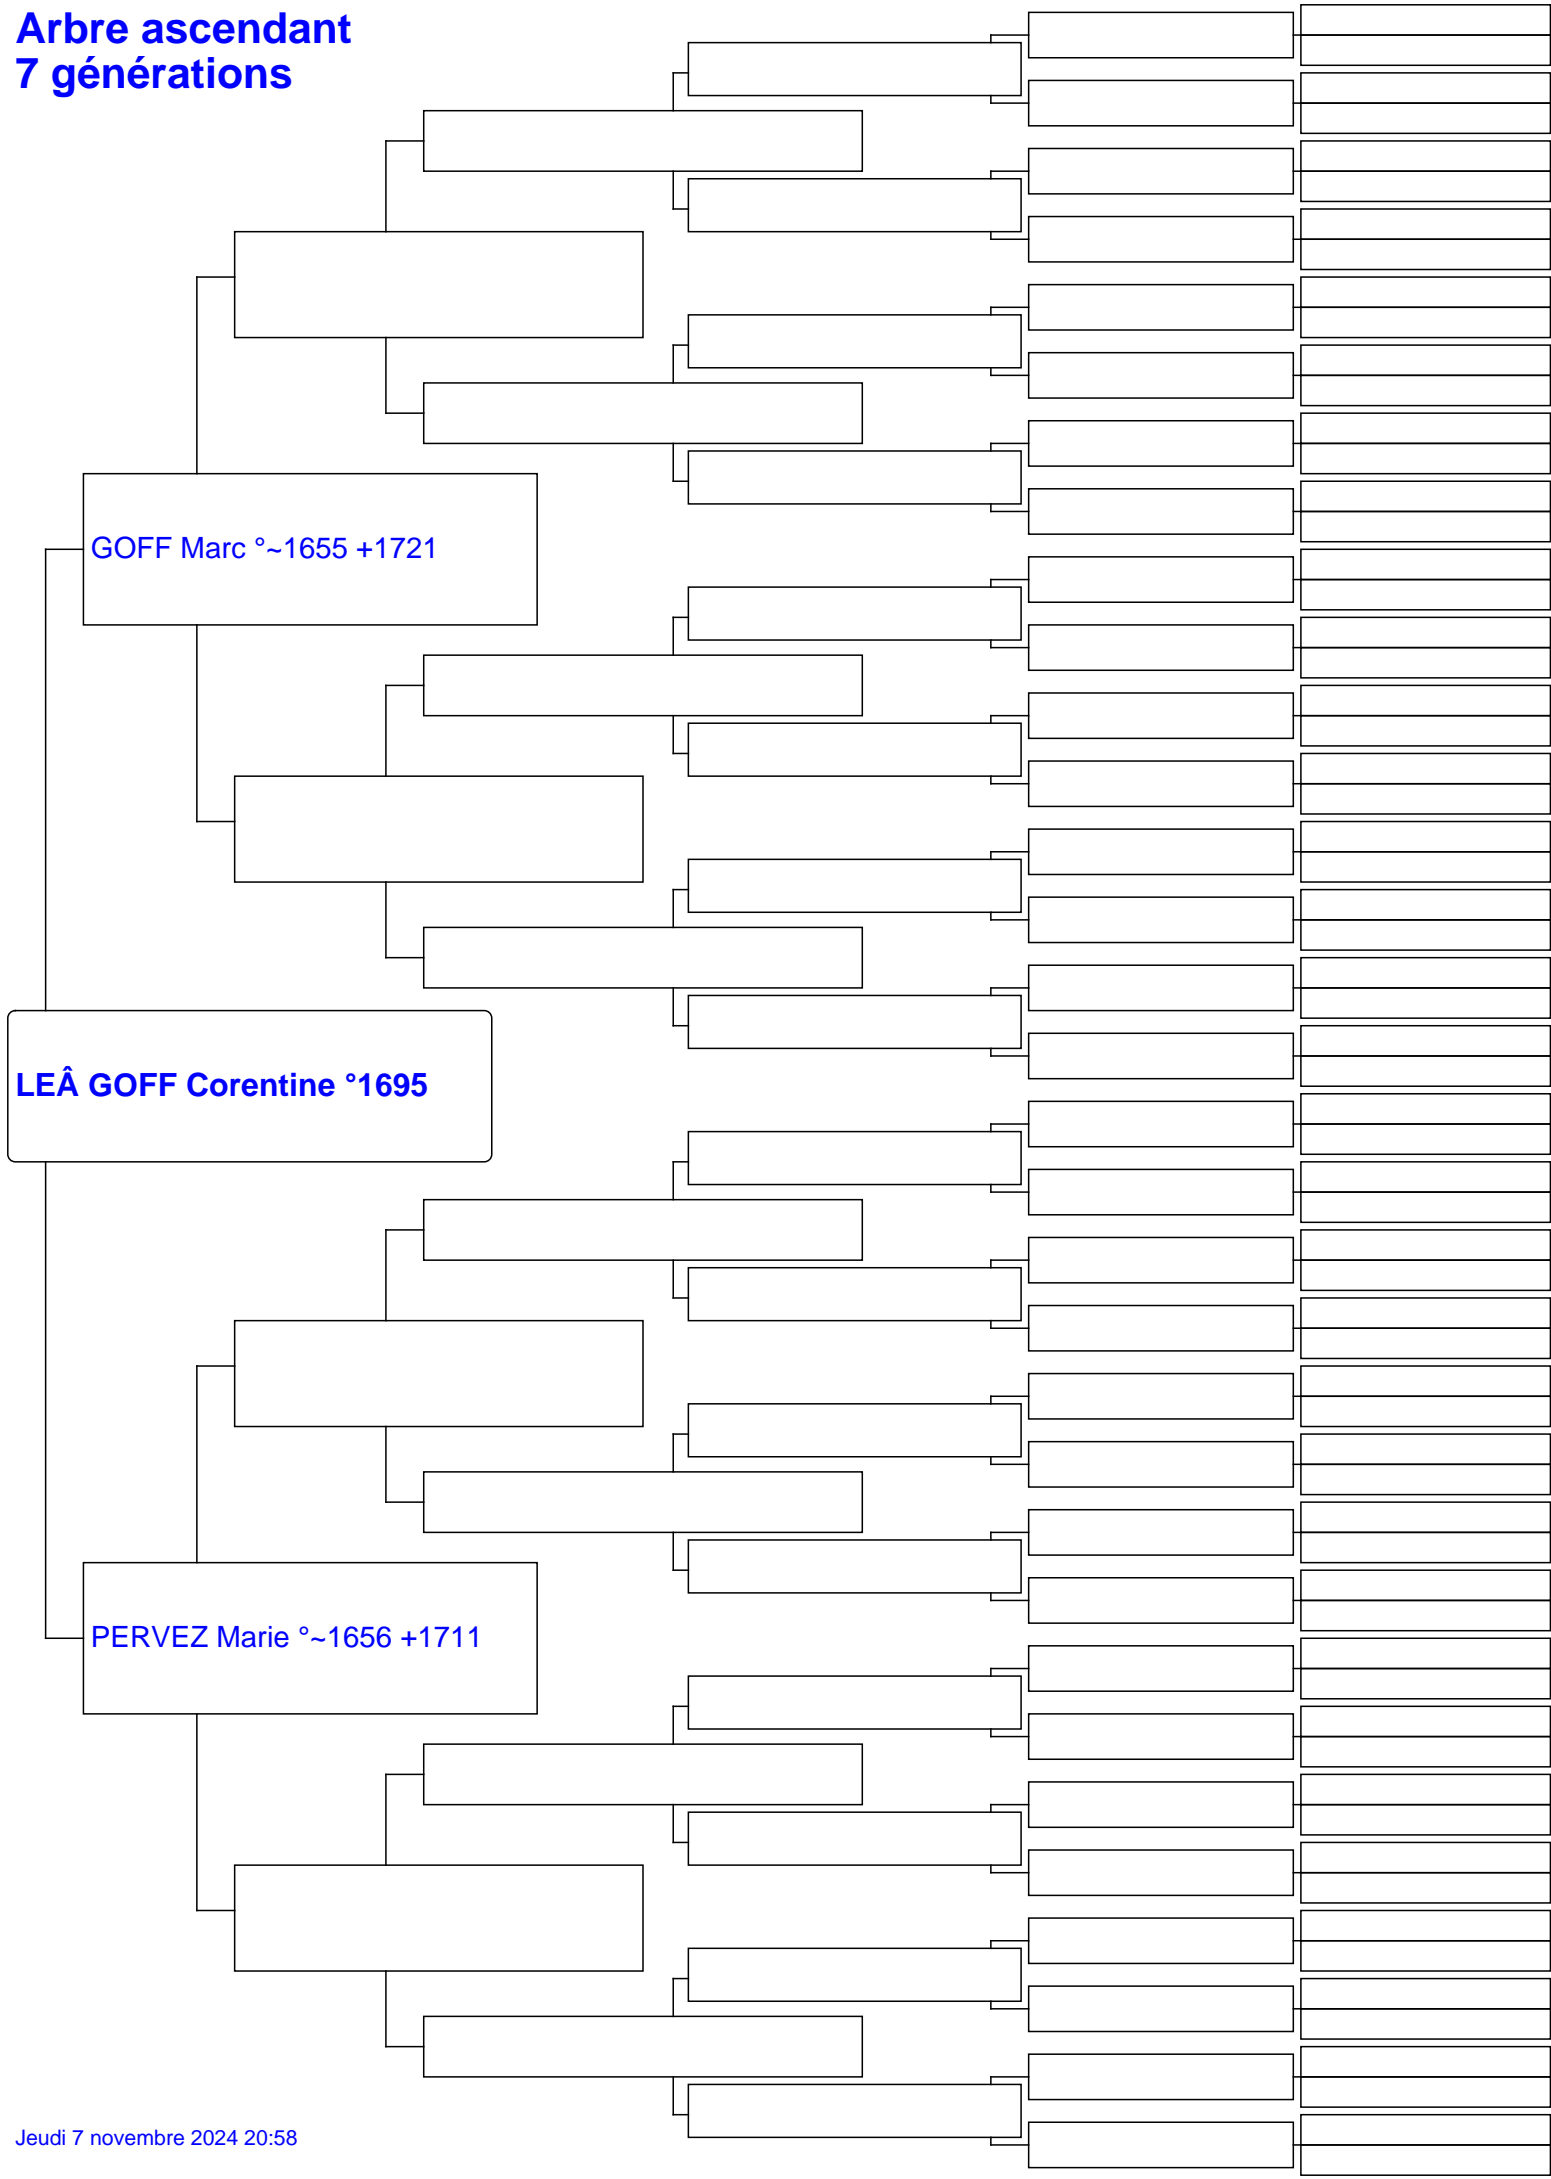 Arbre ascendant
7 générations
GOFF Marc °~1655 +1721
LEÂ GOFF Corentine °1695
PERVEZ Marie °~1656 +1711
Jeudi 7 novembre 2024 20:58